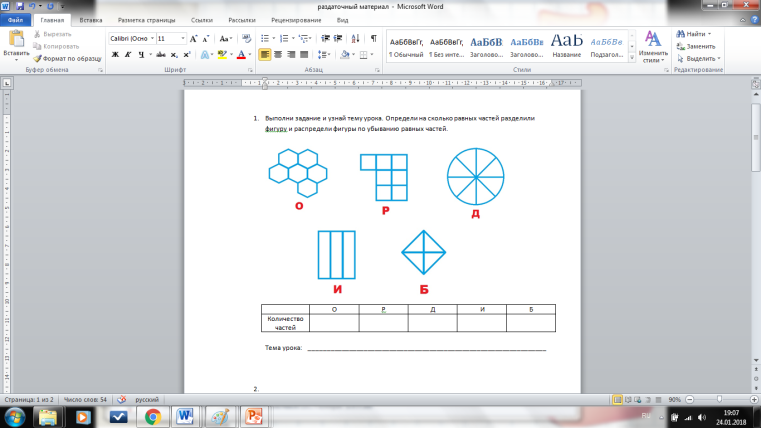 раздаточный материал - Microsoft Word
Файл Главная Вставка Разметка страницы Ссылки Рассылки Рецензирование Вид
Вставить
Вырезать
Копировать
Формат по образцу
Буфер обмена
Calibri (Осно 11
Шрифт
Абзац
АаБбВвГг, АаБбВвГг, АаБбВ АаБбВв АаЬ АаБбВв
¶ Обычный ¶ Без инте... Заголово... Заголово... Название Подзагол...
Изменить стили
Стили
Найти
Заменить
Выделить
Редактирование
1. Выполни задание и узнай тему урока. Определи на сколько равных частей разделили
фигуру и распредели фигуры по убыванию равных частей.
О Р Д
И Б
О Р Д И Б
Количество
частей
Тема урока:
2.
Страница: 1 из 2 Число слов: 54 русский 90%
RU 19:07
24.01.2018